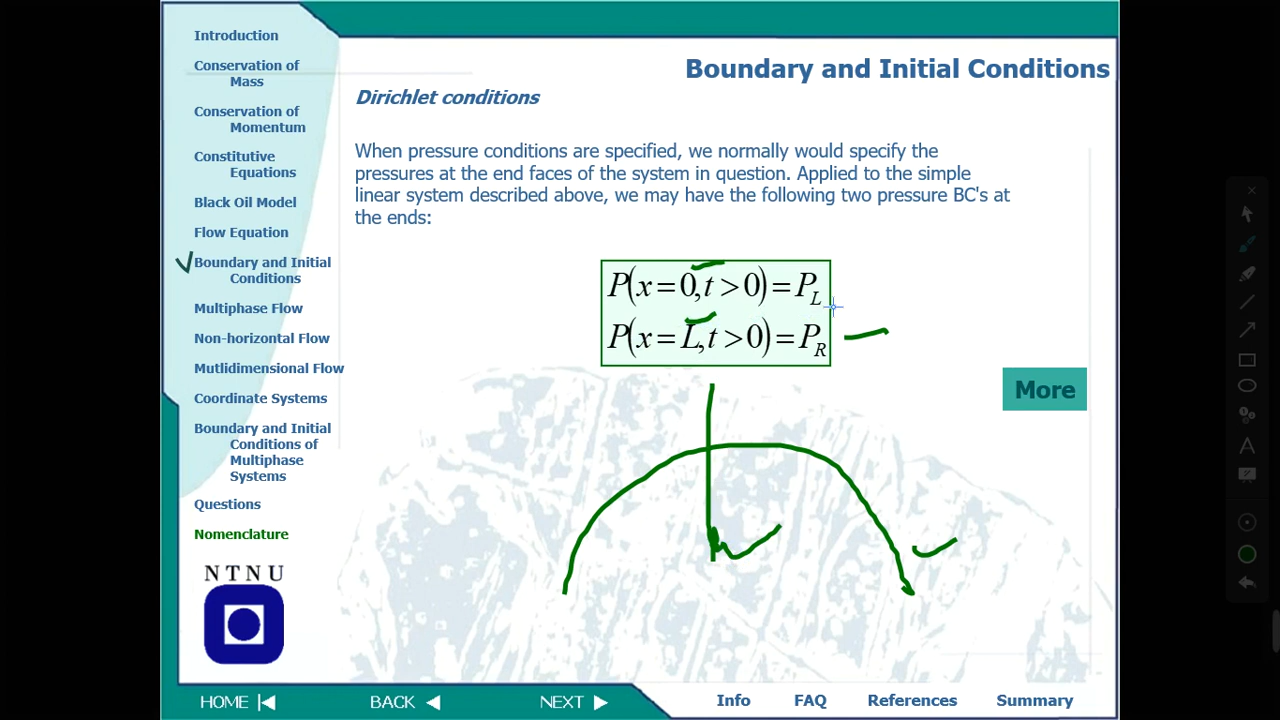 Introduction
Conservation of
Mass
Conservation of
Momentum
Constitutive
Equations
Black Oil Model
Flow Equation
Boundary and Initial
Conditions
Multiphase Flow
Non-horizontal Flow
Mutlidimensional Flow
Coordinate Systems
Boundary and Initial
Conditions of
Multiphase
Systems
Questions
Nomenclature
NTNU
Boundary and Initial Conditions
Dirichlet conditions
When pressure conditions are specified, we normally would specify the
pressures at the end faces of the system in question. Applied to the simple
linear system described above, we may have the following two pressure BC's at
the ends:
P(x=0,t>0)=P_L
P(x=L,t>0)=P_R
More
HOME
BACK
NEXT
Info
FAQ
References
Summary